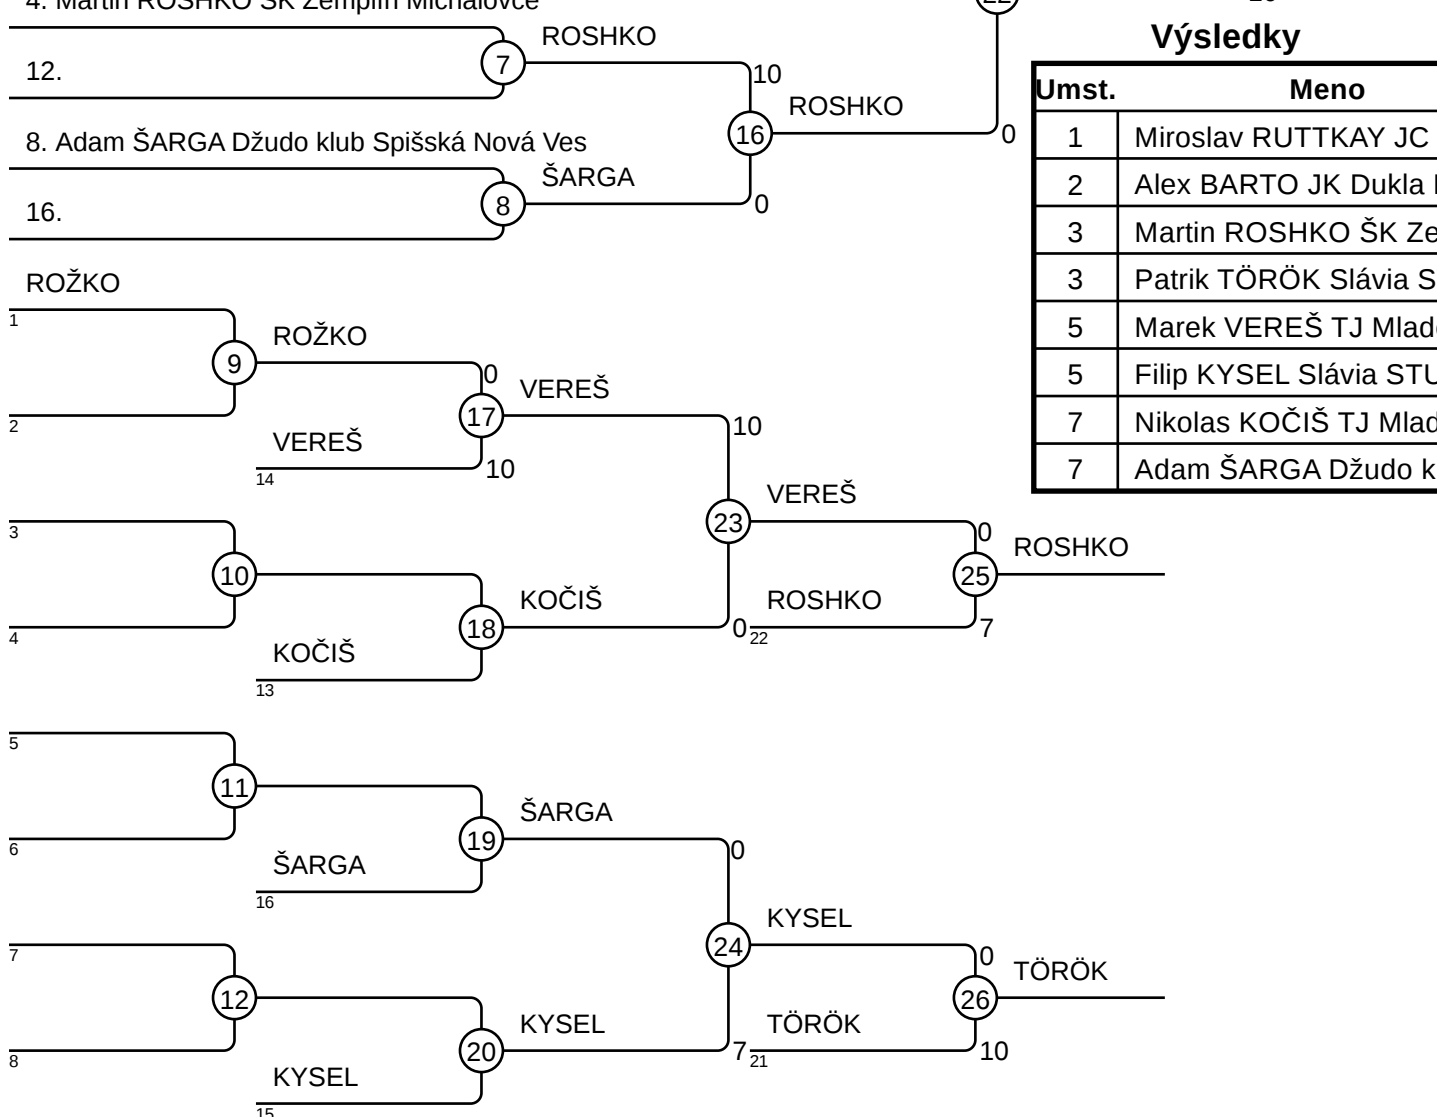 4. Martin ROSHKO ŠK Zemplín Michalovce
22
ROSHKO
7
12.
10
ROSHKO
16
0
8. Adam ŠARGA Džudo klub Spišská Nová Ves
ŠARGA
8
0
16.
Výsledky
Umst. Meno
1 Miroslav RUTTKAY JC
2 Alex BARTO JK Dukla
3 Martin ROSHKO ŠK Ze
3 Patrik TÖRÖK Slávia S
5 Marek VEREŠ TJ Mlad
5 Filip KYSEL Slávia STU
7 Nikolas KOČIŠ TJ Mlad
7 Adam ŠARGA Džudo k
ROŽKO
1
ROŽKO
9
0
VEREŠ
17
2
10
VEREŠ
10
14
VEREŠ
3
23
0
ROSHKO
10
25
KOČIŠ
ROSHKO
4
18
0
22
7
KOČIŠ
13
5
11
ŠARGA
19
6
0
ŠARGA
16
KYSEL
7
24
0
TÖRÖK
12
26
KYSEL
TÖRÖK
8
20
7
21
10
KYSEL
15